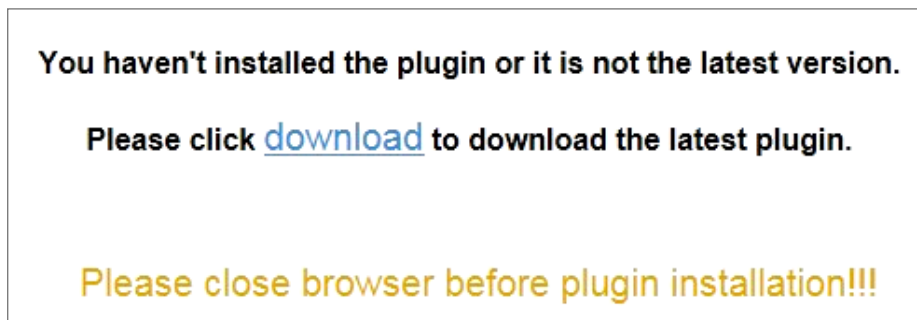 You haven't installed the plugin or it is not the latest version.
Please click download to download the latest plugin.
Please close browser before plugin installation!!!